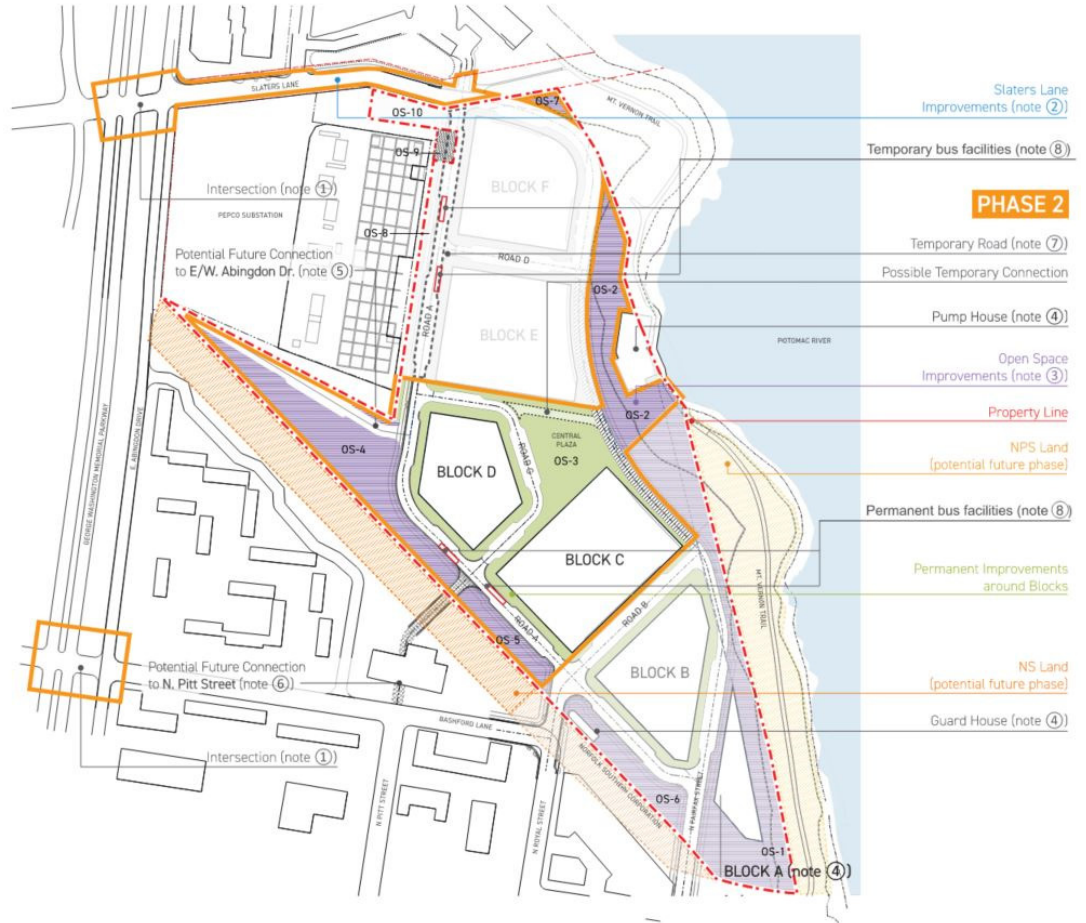 SLATERS LANE
OS-7
MT. VERNON TRAIL
OS-10
OS-9
BLOCK F
Intersection (note ①)
PEPCO SUBSTATION
OS-8
Potential Future Connection
to E/W. Abingdon Dr. (note ⑤)
ROAD D
ROAD A
OS-2
BLOCK E
POTOMAC RIVER
OS-2
GEORGE WASHINGTON MEMORIAL PARKWAY
E. ABINGDON DRIVE
OS-4
CENTRAL
PLAZA
OS-3
ROAD C
BLOCK D
BLOCK C
MT. VERNON TRAIL
ROAD A
ROAD B
OS-5
BLOCK B
Potential Future Connection
to N. Pitt Street (note ⑥)
BASHFORD LANE
Intersection (note ①)
NORFOLK SOUTHERN CORPORATION
N PITT STREET
N ROYAL STREET
N FAIRFAX STREET
OS-6
OS-1
BLOCK A (note ④)
Slaters Lane
Improvements (note ②)
Temporary bus facilities (note ⑧)
PHASE 2
Temporary Road (note ⑦)
Possible Temporary Connection
Pump House (note ④)
Open Space
Improvements (note ③)
Property Line
NPS Land
(potential future phase)
Permanent bus facilities (note ⑧)
Permanent Improvements
around Blocks
NS Land
(potential future phase)
Guard House (note ④)